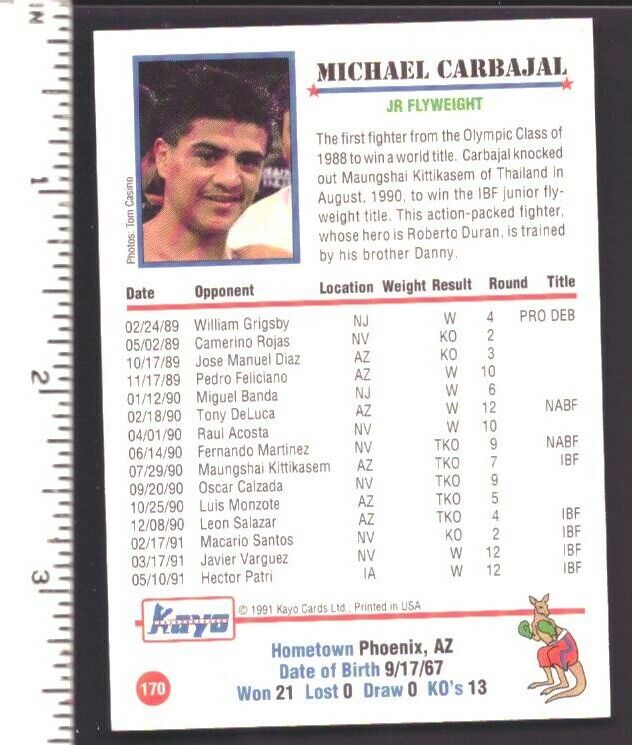 IN
1
2
3
MICHAEL CARBAJAL
JR FLYWEIGHT
The first fighter from the Olympic Class of
1988 to win a world title. Carbajal knocked
out Maungshai Kittikasem of Thailand in
August, 1990, to win the IBF junior fly-
weight title. This action-packed fighter,
whose hero is Roberto Duran, is trained
by his brother Danny.
Photos: Tom Casino
Date Opponent Location Weight Result Round Title
02/24/89 William Grigsby NJ W 4 PRO DEB
05/02/89 Camerino Rojas NV KO 2
10/17/89 Jose Manuel Diaz AZ KO 3
11/17/89 Pedro Feliciano AZ W 10
01/12/90 Miguel Banda NJ W 6
02/18/90 Tony DeLuca AZ W 12 NABF
04/01/90 Raul Acosta NV W 10
06/14/90 Fernando Martinez NV TKO 9 NABF
07/29/90 Maungshai Kittikasem AZ TKO 7 IBF
09/20/90 Oscar Calzada NV TKO 9
10/25/90 Luis Monzote AZ TKO 5
12/08/90 Leon Salazar AZ TKO 4 IBF
02/17/91 Macario Santos NV KO 2 IBF
03/17/91 Javier Varguez NV W 12 IBF
05/10/91 Hector Patri IA W 12 IBF
Kayo
© 1991 Kayo Cards Ltd., Printed in USA
Hometown Phoenix, AZ
Date of Birth 9/17/67
170
Won 21 Lost 0 Draw 0 KO's 13